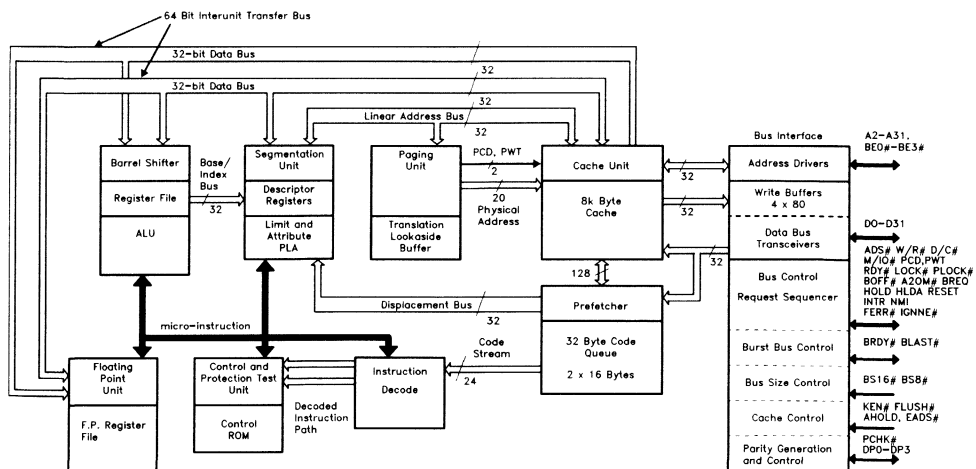 64 Bit Interunit Transfer Bus
32-bit Data Bus
32
32-bit Data Bus
32
32
Linear Address Bus
32
Bus Interface
A2-A31,
BE0#-BE3#
Barrel Shifter
Register File
ALU
Base/
Index
Bus
32
Segmentation
Unit
Descriptor
Registers
Limit and
Attribute
PLA
Paging
Unit
Translation
Lookaside
Buffer
PCD, PWT
2
20
Physical
Address
Cache Unit
8k Byte
Cache
32
32
32
Address Drivers
Write Buffers
4 x 80
Data Bus
Transceivers
D0-D31
ADS# W/R# D/C#
M/IO# PCD,PWT
RDY# LOCK# PLOCK#
BOFF# A20M# BREQ
HOLD HLDA RESET
INTR NMI
FERR# IGNNE#
Bus Control
Request Sequencer
128
Displacement Bus
32
Prefetcher
32 Byte Code
Queue
2 x 16 Bytes
micro-instruction
Burst Bus Control
BRDY# BLAST#
Floating
Point
Unit
F.P. Register
File
Control and
Protection Test
Unit
Control
ROM
Decoded
Instruction
Path
Instruction
Decode
Code
Stream
24
Bus Size Control
BS16# BS8#
Cache Control
KEN# FLUSH#
AHOLD, EADS#
Parity Generation
and Control
PCHK#
DP0-DP3